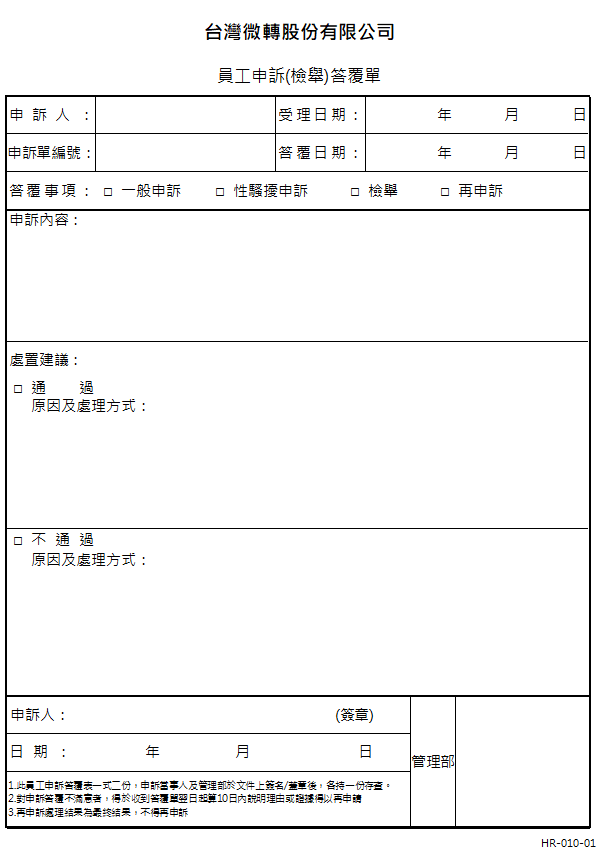 台灣微轉股份有限公司
員工申訴(檢舉)答覆單
申訴人： 受理日期： 年 月 日
申訴單編號： 答覆日期： 年 月 日
答覆事項： □ 一般申訴 □ 性騷擾申訴 □ 檢舉 □ 再申訴
申訴內容：
處置建議：
□ 通 過
原因及處理方式：
□ 不 通 過
原因及處理方式：
申訴人： (簽章)
日 期： 年 月 日
管理部
1.此員工申訴答覆表一式二份，申訴當事人及管理部於文件上簽名/蓋章後，各持一份存查。
2.對申訴答覆不滿意者，得於收到答覆單翌日起算10日內說明理由或證據得以再申請
3.再申訴處理結果為最終結果，不得再申訴
HR-010-01